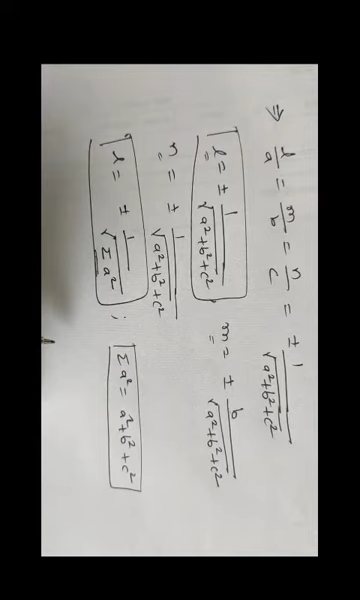 ⇒ l/a = m/b = n/c = ± 1/√(a²+b²+c²)
l = ± 1/√(a²+b²+c²) , m = ± b/√(a²+b²+c²)
n = ± 1/√(a²+b²+c²)
l = ± 1/√(Σa²) ; Σa² = a²+b²+c²